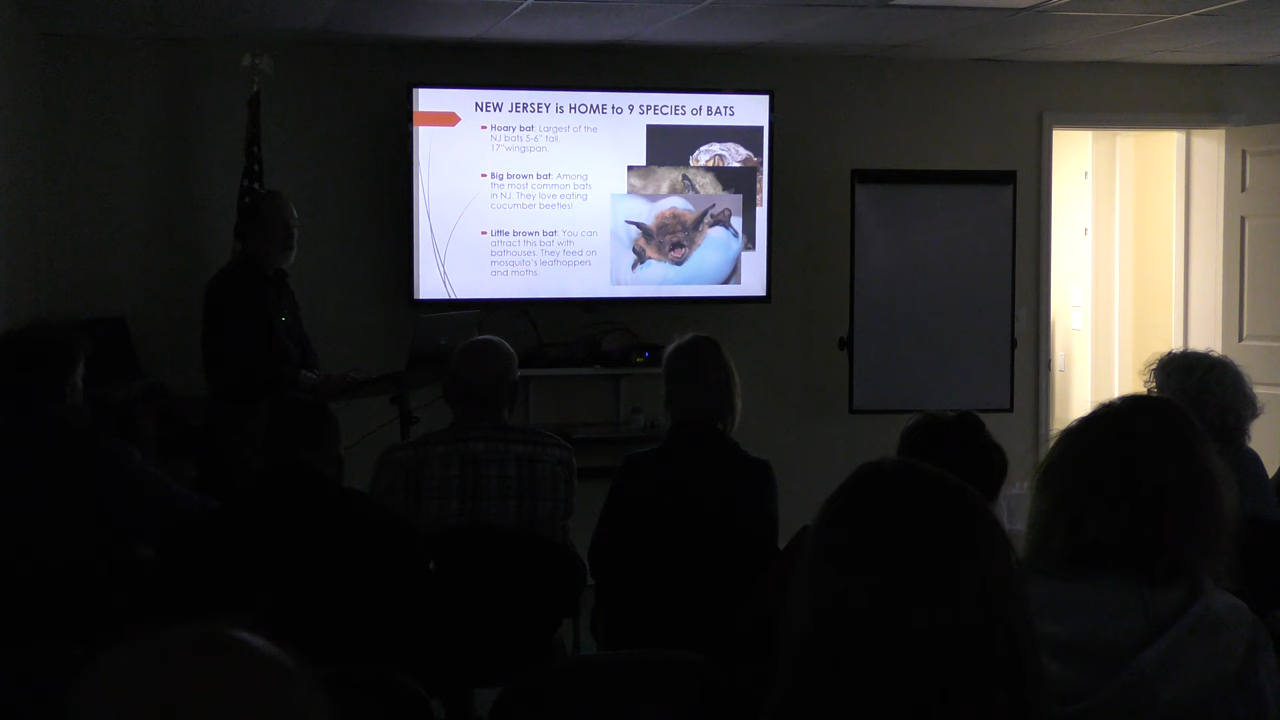 NEW JERSEY is HOME to 9 SPECIES of BATS
Hoary bat: Largest of the
NJ bats 5-6" tall,
17"wingspan.
Big brown bat: Among
the most common bats
in NJ. They love eating
cucumber beetles!
Little brown bat: You can
attract this bat with
bathouses. They feed on
mosquito's leafhoppers
and moths.